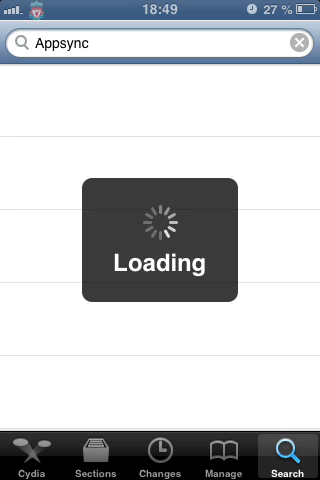 18:49
27 %
Appsync
Loading
Cydia
Sections
Changes
Manage
Search